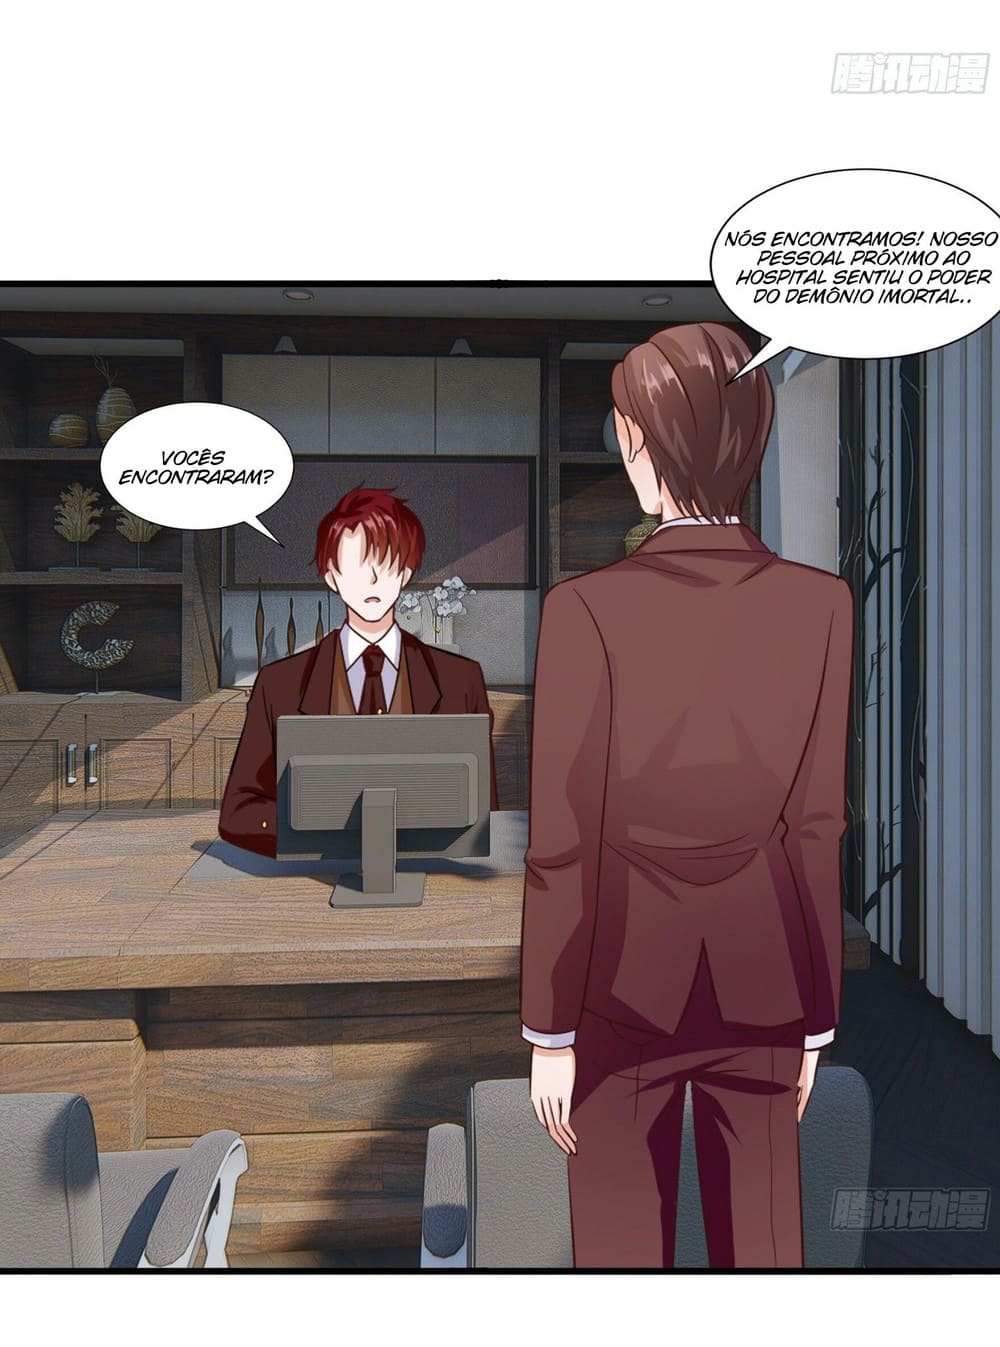 腾讯动漫
NÓS ENCONTRAMOS! NOSSO
PESSOAL PRÓXIMO AO
HOSPITAL SENTIU O PODER
DO DEMÔNIO IMORTAL..
VOCÊS
ENCONTRARAM?
腾讯动漫